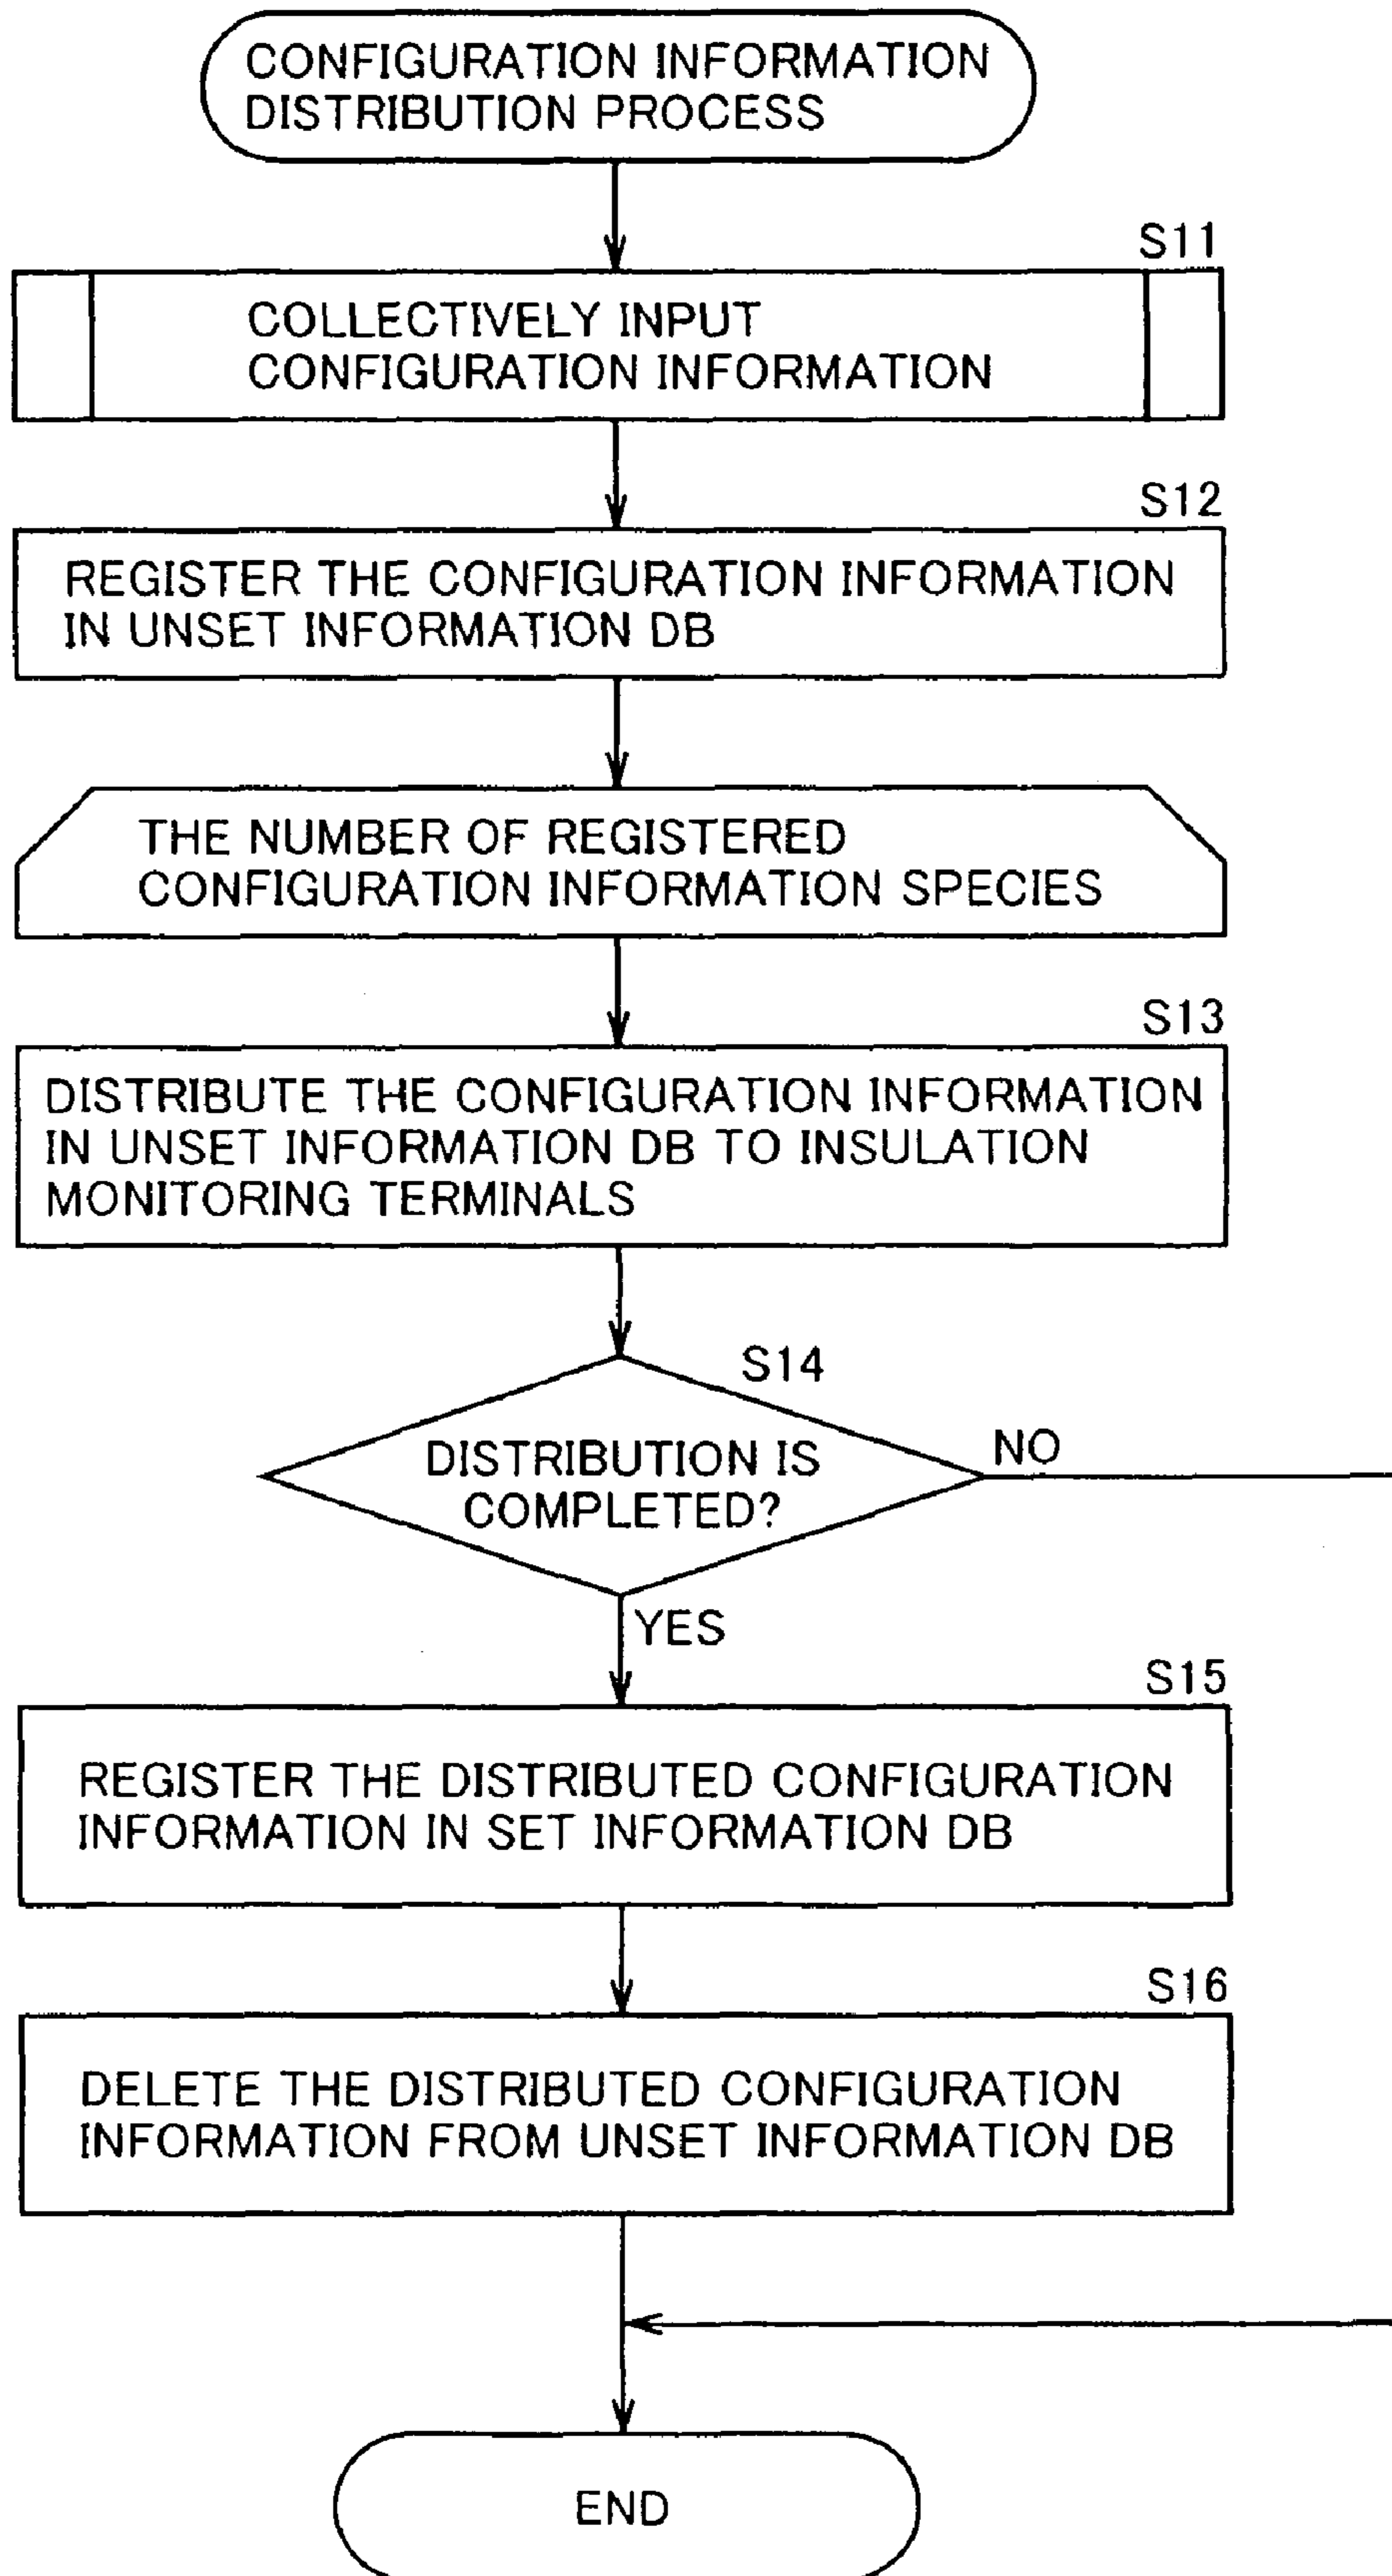 CONFIGURATION INFORMATION
DISTRIBUTION PROCESS
S11
COLLECTIVELY INPUT
CONFIGURATION INFORMATION
S12
REGISTER THE CONFIGURATION INFORMATION
IN UNSET INFORMATION DB
THE NUMBER OF REGISTERED
CONFIGURATION INFORMATION SPECIES
S13
DISTRIBUTE THE CONFIGURATION INFORMATION
IN UNSET INFORMATION DB TO INSULATION
MONITORING TERMINALS
S14
DISTRIBUTION IS
COMPLETED?
NO
YES
S15
REGISTER THE DISTRIBUTED CONFIGURATION
INFORMATION IN SET INFORMATION DB
S16
DELETE THE DISTRIBUTED CONFIGURATION
INFORMATION FROM UNSET INFORMATION DB
END